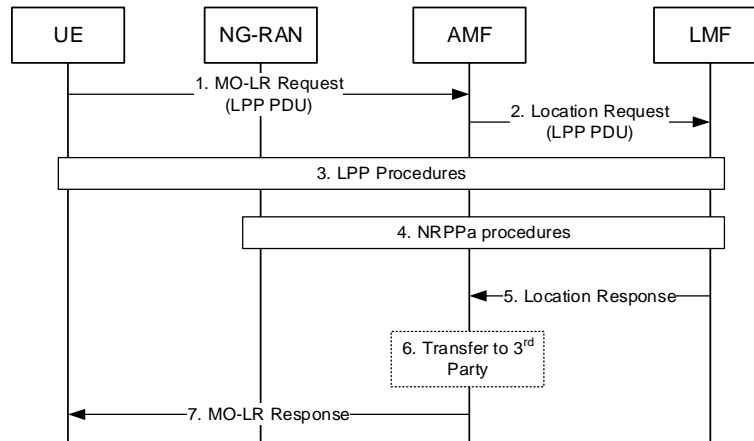 UE
NG-RAN
AMF
LMF
1. MO-LR Request
(LPP PDU)
2. Location Request
(LPP PDU)
3. LPP Procedures
4. NRPPa procedures
5. Location Response
6. Transfer to 3rd
Party
7. MO-LR Response